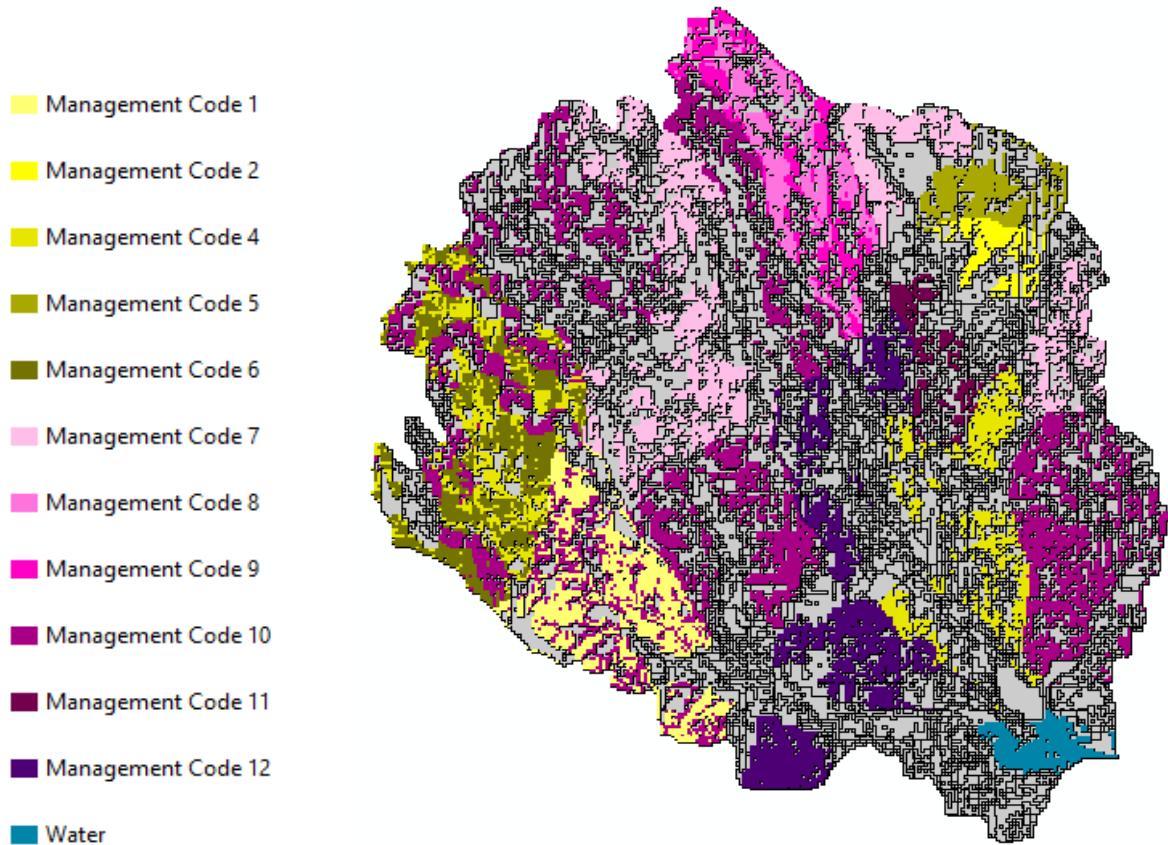 Management Code 1
Management Code 2
Management Code 4
Management Code 5
Management Code 6
Management Code 7
Management Code 8
Management Code 9
Management Code 10
Management Code 11
Management Code 12
Water